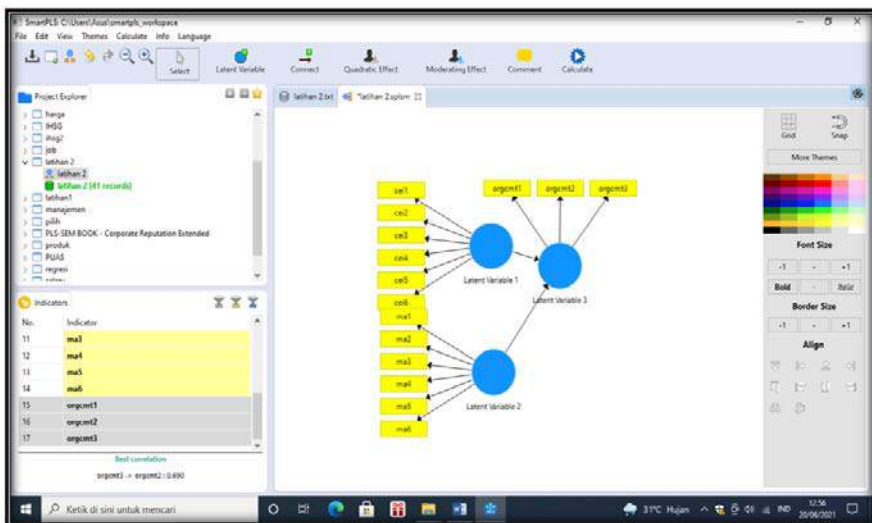 SmartPLS: C:\Users\Asus\smartpls_workspace
File Edit View Themes Calculate Info Language
Select
Latent Variable
Connect
Quadratic Effect
Moderating Effect
Comment
Calculate
Project Explorer
harga
IHSG
ihsg2
job
latihan 2
latihan 2
latihan 2 [41 records]
latihan1
manajemen
pilih
PLS-SEM BOOK - Corporate Reputation Extended
produk
PUAS
regresi
Indicators
No. Indicator
11 ma3
12 ma4
13 ma5
14 ma6
15 orgcmt1
16 orgcmt2
17 orgcmt3
Best correlation
orgcmt3 -> orgcmt2 : 0.690
latihan 2.txt
*latihan 2.splsm
cei1
cei2
cei3
cei4
cei5
cei6
ma1
ma2
ma3
ma4
ma5
ma6
orgcmt1 orgcmt2 orgcmt3
Latent Variable 1
Latent Variable 3
Latent Variable 2
Grid Snap
More Themes
Font Size
-1 - +1
Bold - Italic
Border Size
-1 - +1
Align
Ketik di sini untuk mencari
31°C Hujan
IND
12.56
20/06/2021